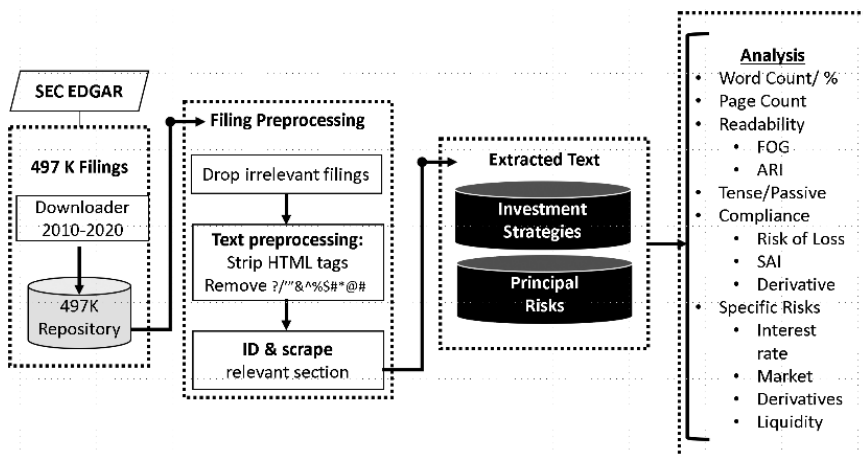 SEC EDGAR
497 K Filings
Downloader
2010-2020
497K
Repository
Filing Preprocessing
Drop irrelevant filings
Text preprocessing:
Strip HTML tags
Remove ?/'"&^%$#*@#
ID & scrape
relevant section
Extracted Text
Investment
Strategies
Principal
Risks
Analysis
• Word Count/ %
• Page Count
• Readability
• FOG
• ARI
• Tense/Passive
• Compliance
• Risk of Loss
• SAI
• Derivative
• Specific Risks
• Interest
rate
• Market
• Derivatives
• Liquidity